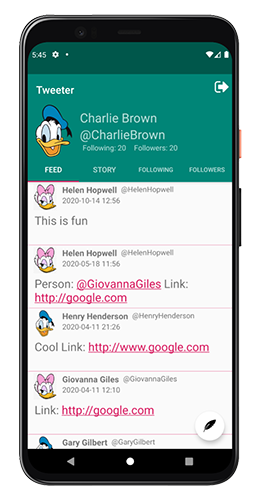 5:45
Tweeter
Charlie Brown
@CharlieBrown
Following: 20 Followers: 20
FEED STORY FOLLOWING FOLLOWERS
Helen Hopwell @HelenHopwell
2020-10-14 12:56
This is fun
Helen Hopwell @HelenHopwell
2020-05-18 11:56
Person: @GiovannaGiles Link:
http://google.com
Henry Henderson @HenryHenderson
2020-04-11 21:26
Cool Link: http://www.google.com
Giovanna Giles @GiovannaGiles
2020-04-11 12:10
Link: http://google.com
Gary Gilbert @GaryGilbert